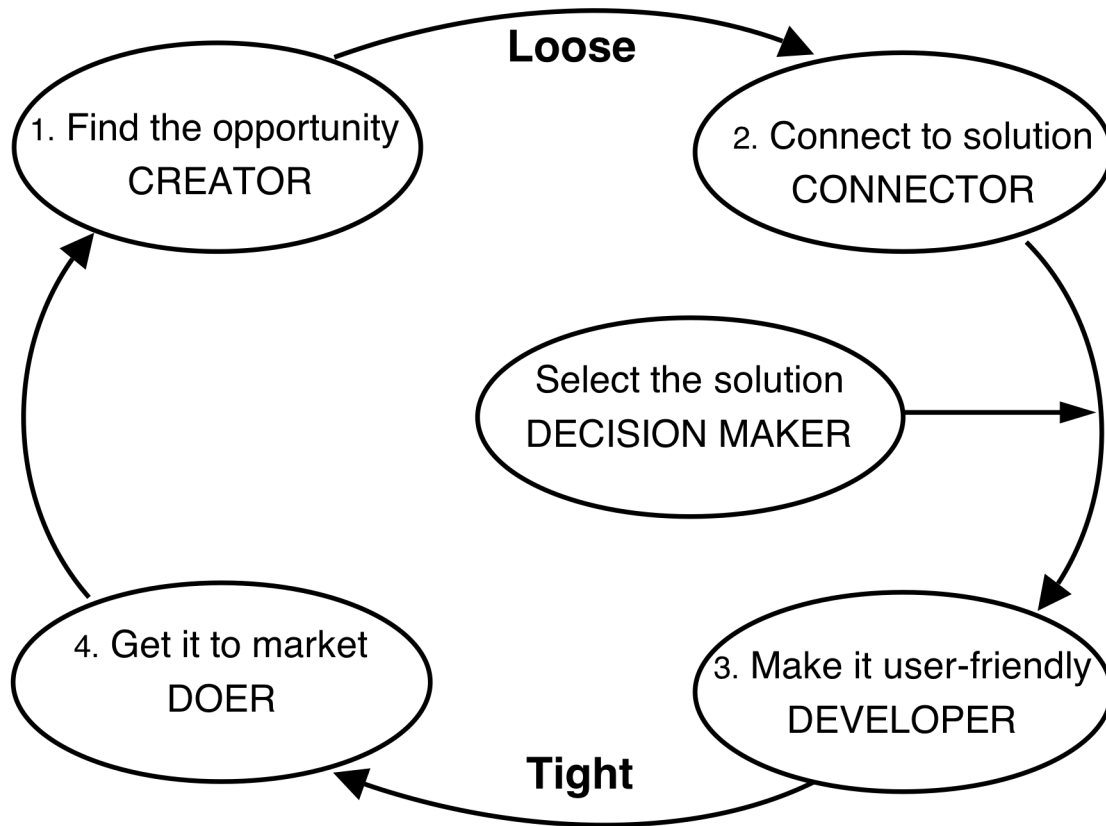 Loose
1. Find the opportunity
CREATOR
2. Connect to solution
CONNECTOR
Select the solution
DECISION MAKER
4. Get it to market
DOER
3. Make it user-friendly
DEVELOPER
Tight